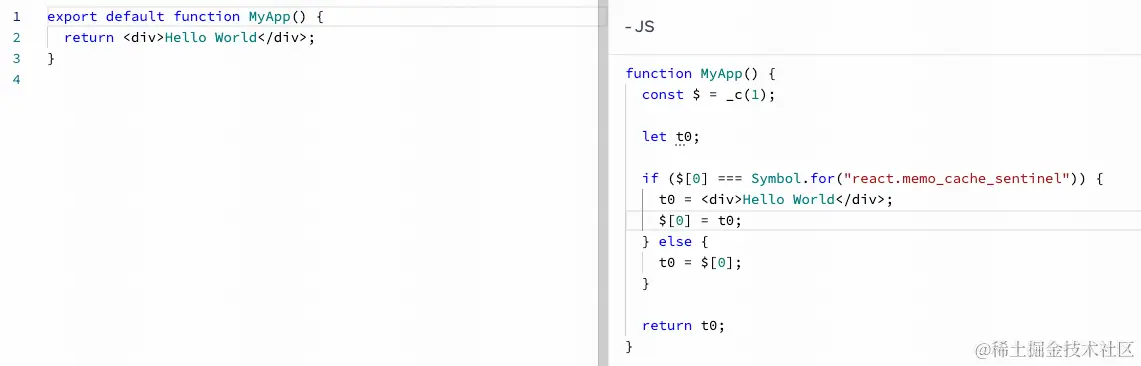 1 export default function MyApp() {
2   return <div>Hello World</div>;
3 }
4
- JS
function MyApp() {
  const $ = _c(1);

  let t0;

  if ($[0] === Symbol.for("react.memo_cache_sentinel")) {
    t0 = <div>Hello World</div>;
    $[0] = t0;
  } else {
    t0 = $[0];
  }

  return t0;
}
@稀土掘金技术社区